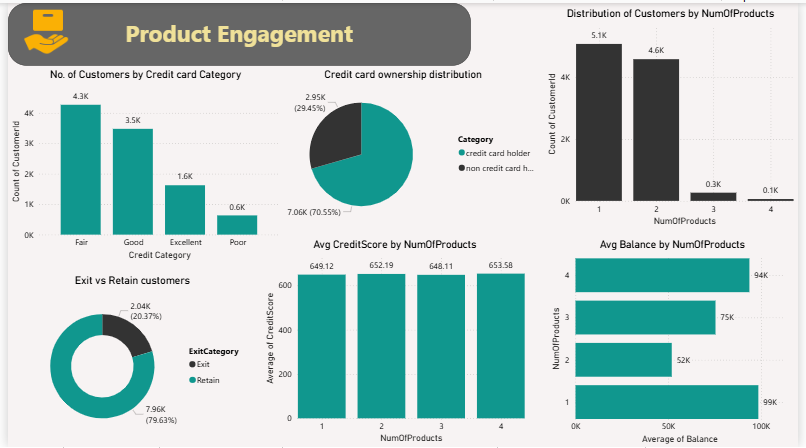 Product Engagement
No. of Customers by Credit card Category
Count of CustomerId
4K
3K
2K
1K
0K
4.3K
3.5K
1.6K
0.6K
Fair
Good
Excellent
Poor
Credit Category
Credit card ownership distribution
2.95K
(29.45%)
7.06K (70.55%)
Category
credit card holder
non credit card h...
Distribution of Customers by NumOfProducts
Count of CustomerId
4K
2K
0K
5.1K
4.6K
0.3K
0.1K
1
2
3
4
NumOfProducts
Exit vs Retain customers
2.04K
(20.37%)
7.96K
(79.63%)
ExitCategory
Exit
Retain
Avg CreditScore by NumOfProducts
Average of CreditScore
600
400
200
0
649.12
652.19
648.11
653.58
1
2
3
4
NumOfProducts
Avg Balance by NumOfProducts
NumOfProducts
4
3
2
1
94K
75K
52K
99K
0K
50K
100K
Average of Balance